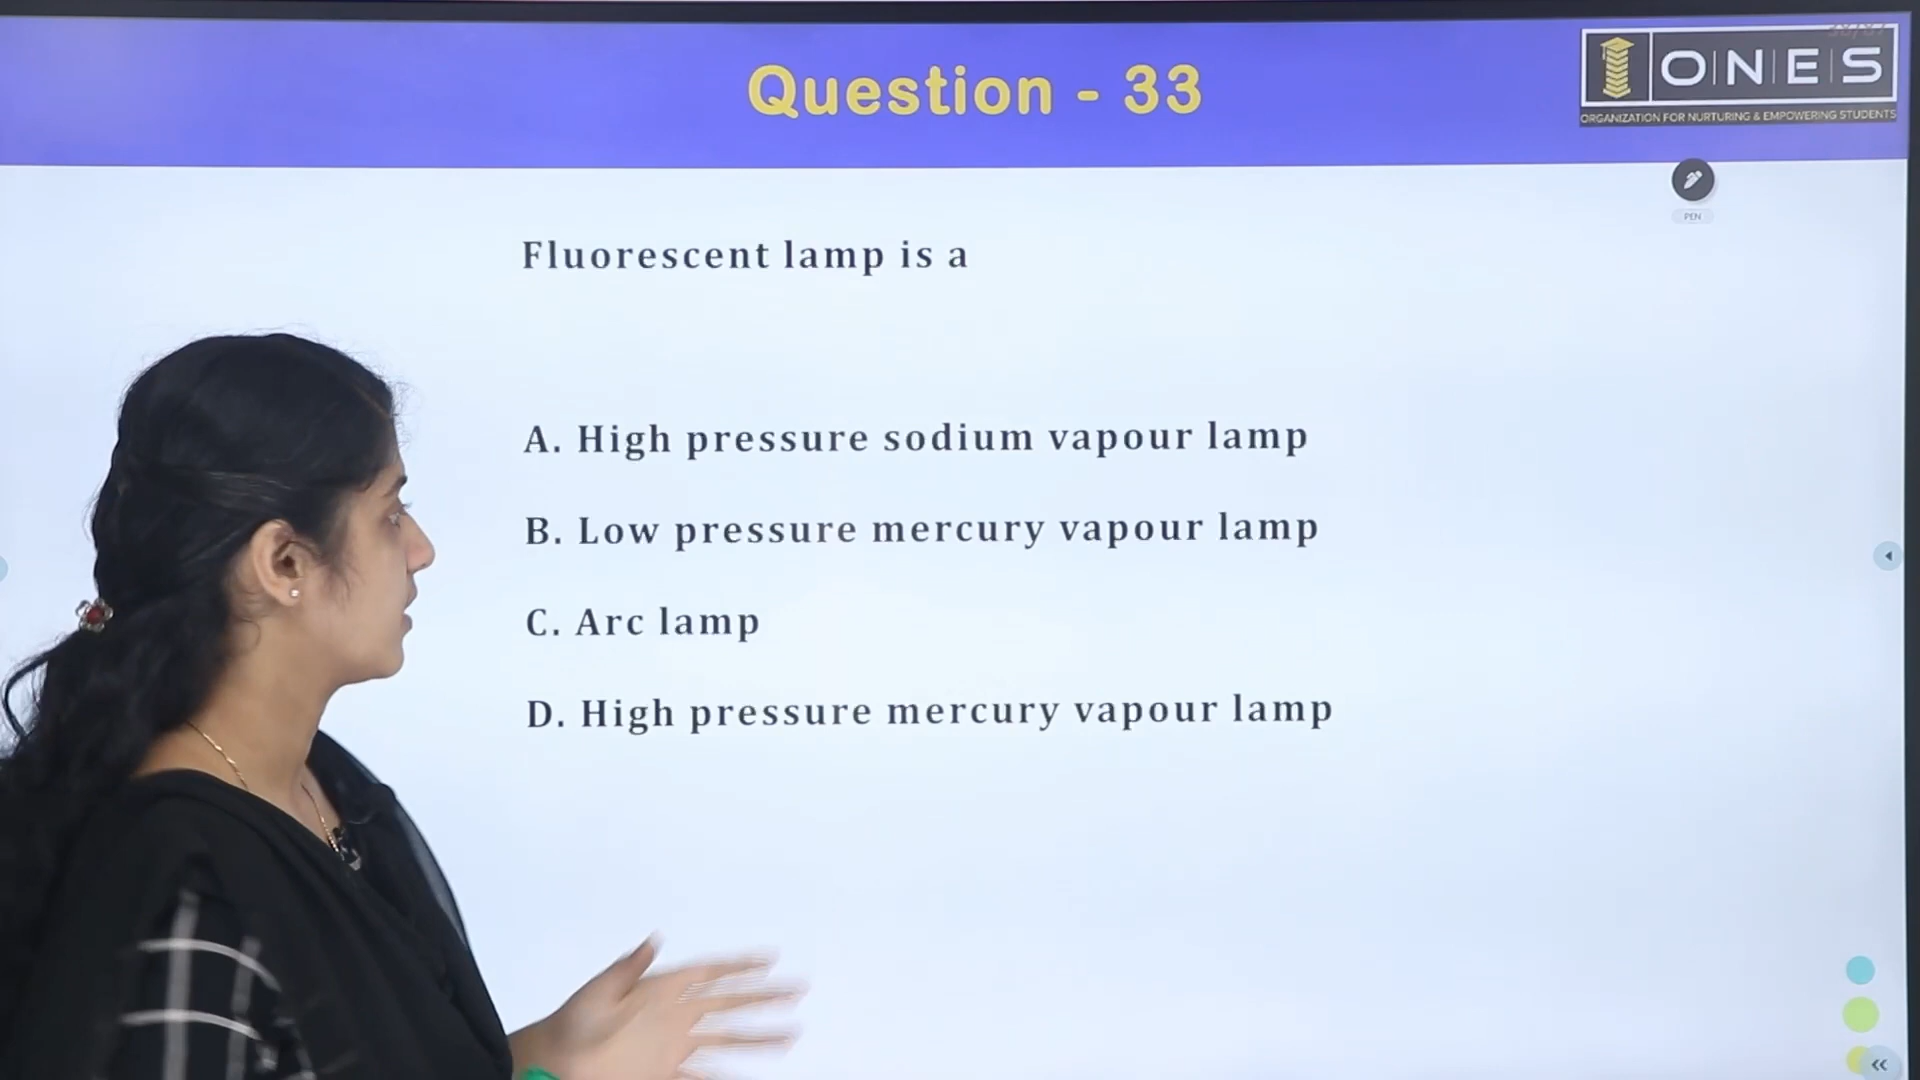 Question - 33
O|N|E|S
ORGANIZATION FOR NURTURING & EMPOWERING STUDENTS
PEN
Fluorescent lamp is a
A. High pressure sodium vapour lamp
B. Low pressure mercury vapour lamp
C. Arc lamp
D. High pressure mercury vapour lamp